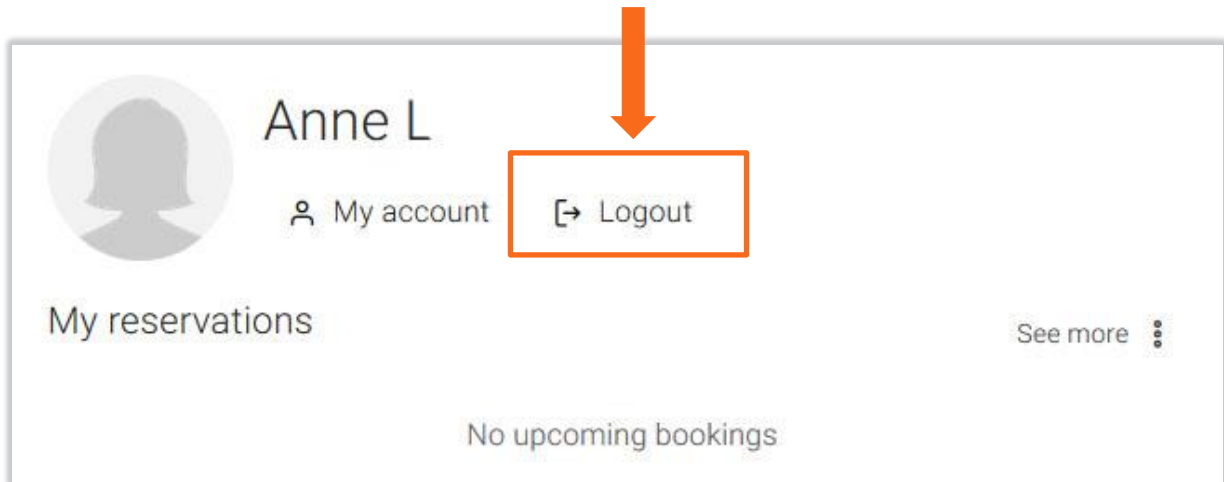 Anne L
My account Logout
My reservations
See more
No upcoming bookings